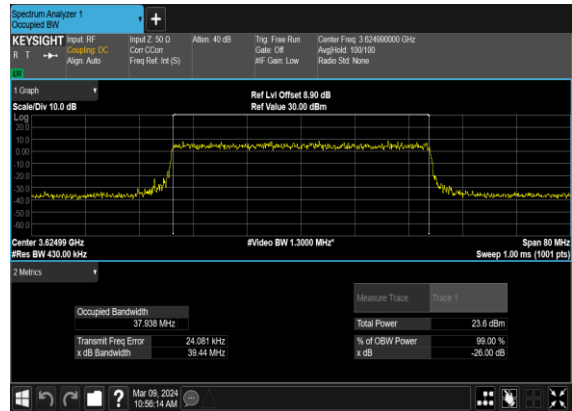 Spectrum Analyzer 1
Occupied BW
+
KEYSIGHT Input: RF Input Z: 50 Ω Atten: 40 dB Trig: Free Run Center Freq: 3.624990000 GHz
R T Coupling: DC Corr CCorr Gate: Off Avg|Hold: 100/100
Align: Auto Freq Ref: Int (S) #IF Gain: Low Radio Std: None
LW
1 Graph
Ref Lvl Offset 8.90 dB
Scale/Div 10.0 dB Ref Value 30.00 dBm
Log
20.0
10.0
0.00
-10.0
-20.0
-30.0
-40.0
-50.0
-60.0
Center 3.62499 GHz #Video BW 1.3000 MHz* Span 80 MHz
#Res BW 430.00 kHz Sweep 1.00 ms (1001 pts)
2 Metrics
Measure Trace Trace 1
Occupied Bandwidth
37.938 MHz Total Power 23.6 dBm
Transmit Freq Error 24.081 kHz % of OBW Power 99.00 %
x dB Bandwidth 39.44 MHz x dB -26.00 dB
? Mar 09, 2024
10:56:14 AM